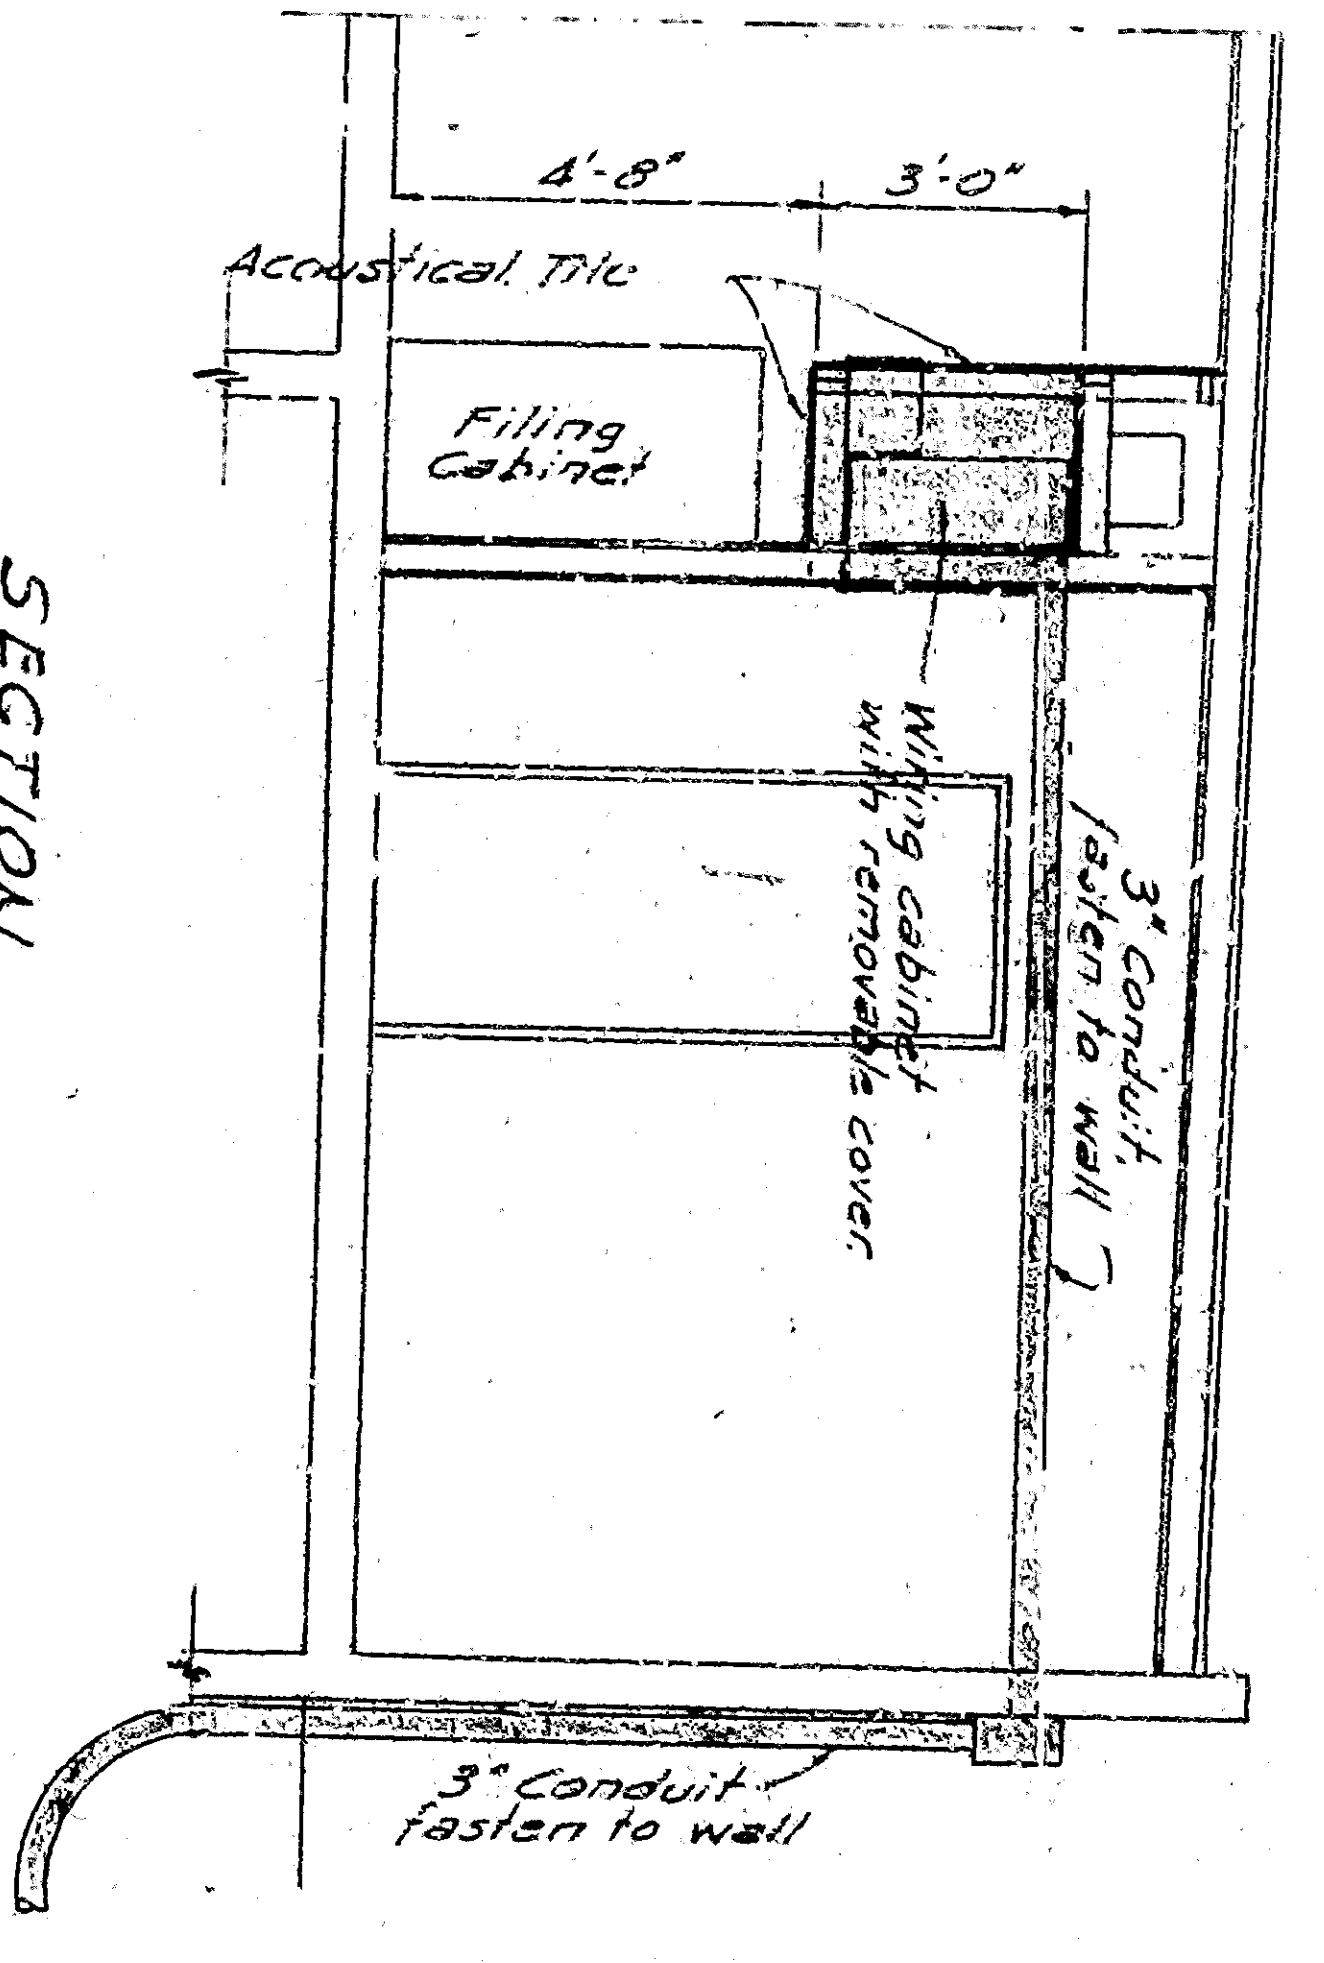 4'-8"
3'-0"
Acoustical Tile
Filing
Cabinet
Wiring cabinet
with removable cover.
3" Conduit,
fasten to wall
3" Conduit
fasten to wall
SECTION